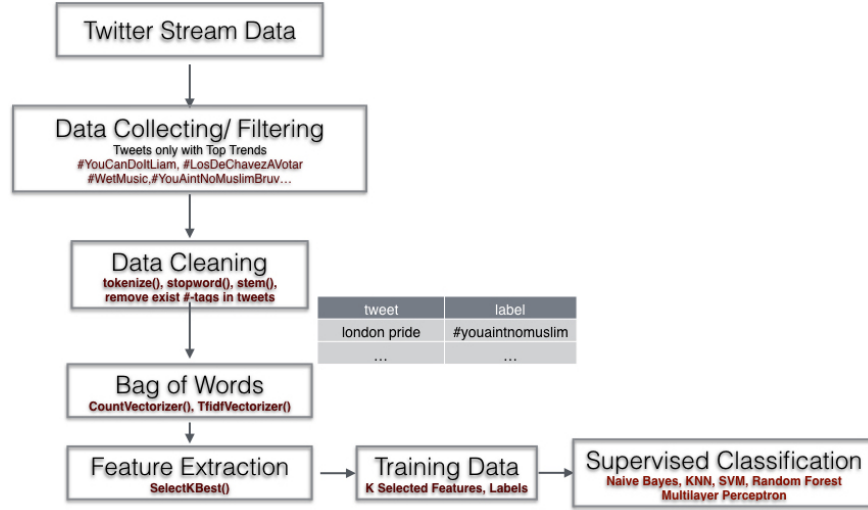 Twitter Stream Data
Data Collecting/ Filtering
Tweets only with Top Trends
#YouCanDoItLiam, #LosDeChavezAVotar
#WetMusic,#YouAintNoMuslimBruv…
Data Cleaning
tokenize(), stopword(), stem(),
remove exist #-tags in tweets
tweet label
london pride #youaintnomuslim
… …
Bag of Words
CountVectorizer(), TfidfVectorizer()
Feature Extraction
SelectKBest()
Training Data
K Selected Features, Labels
Supervised Classification
Naive Bayes, KNN, SVM, Random Forest
Multilayer Perceptron